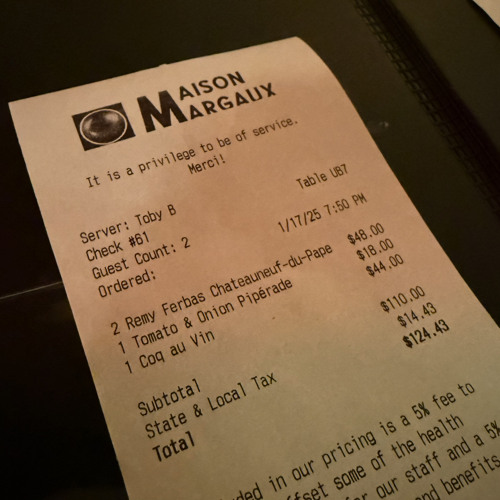 MAISON
MARGAUX
It is a privilege to be of service.
Merci!
Table UB7
Server: Toby B
Check #61
1/17/25 7:50 PM
Guest Count: 2
Ordered:
2 Remy Ferbas Chateauneuf-du-Pape $48.00
1 Tomato & Onion Pipérade $18.00
1 Coq au Vin $44.00
Subtotal $110.00
State & Local Tax $14.43
Total $124.43
in our pricing is a 5% fee to
some of the health
our staff and a 5%
benefits